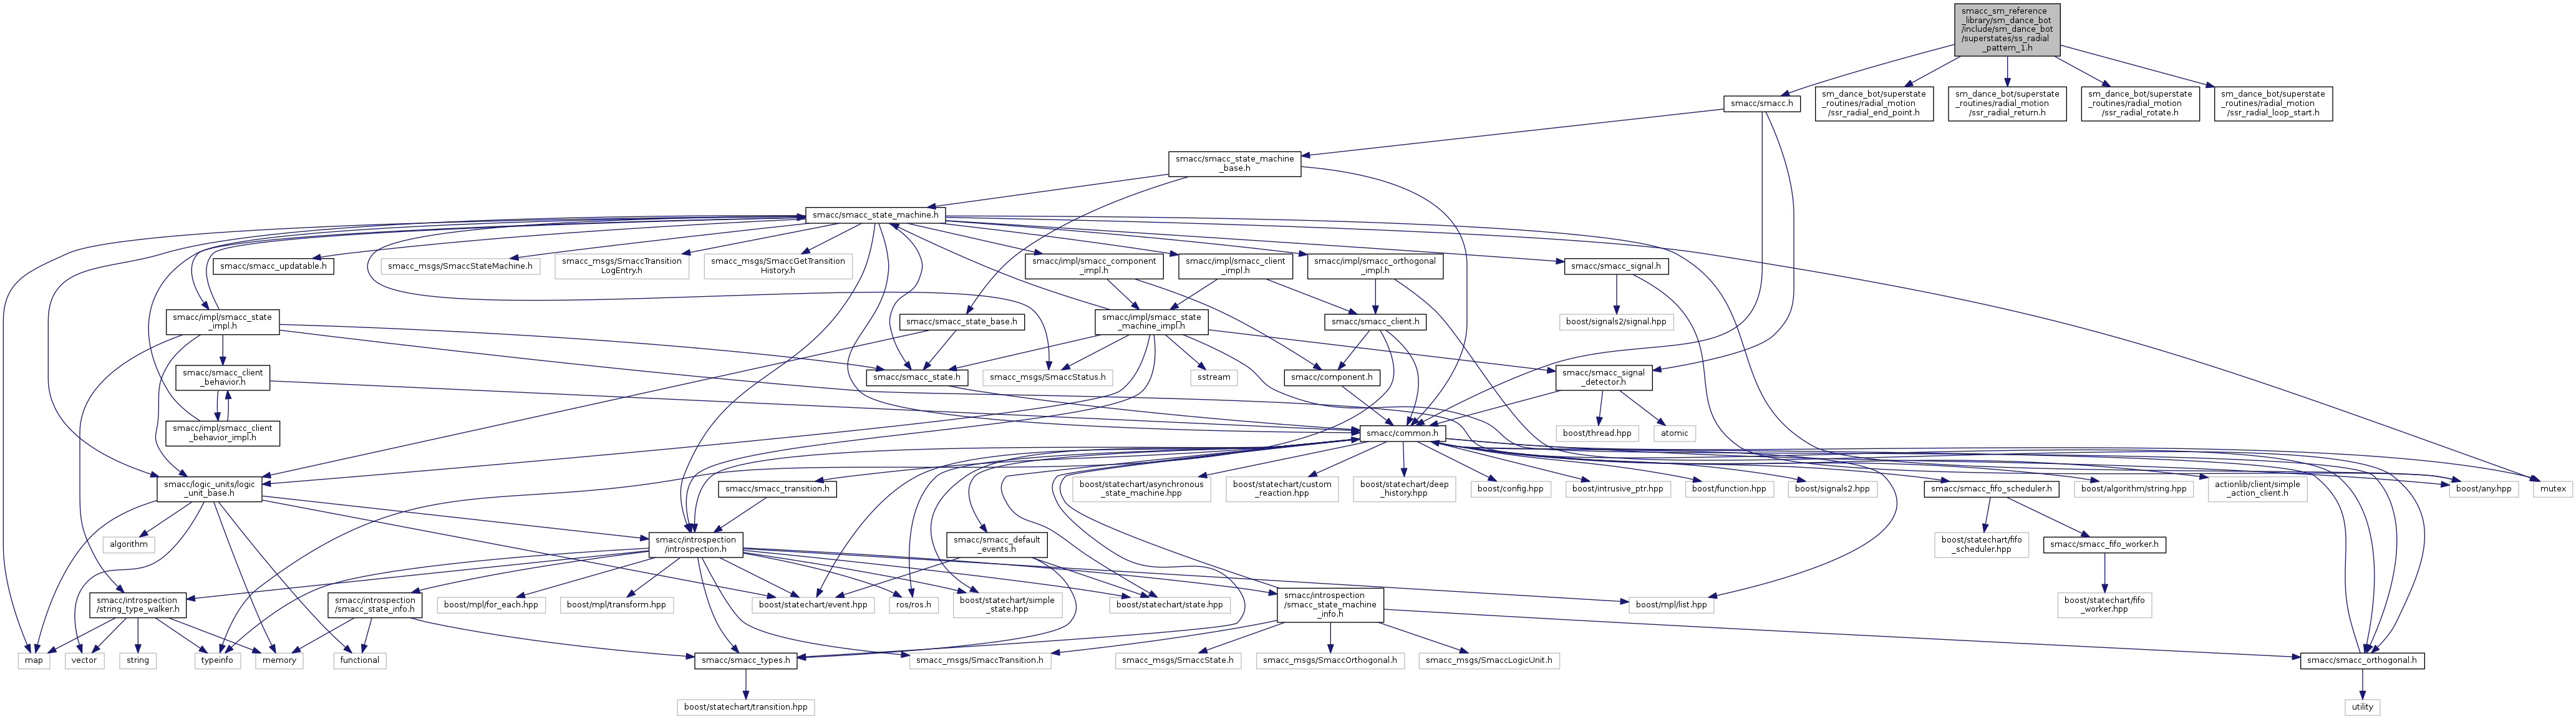 smacc_sm_reference
_library/sm_dance_bot
/include/sm_dance_bot
/superstates/ss_radial
_pattern_1.h
smacc/smacc.h
sm_dance_bot/superstate
_routines/radial_motion
/ssr_radial_end_point.h
sm_dance_bot/superstate
_routines/radial_motion
/ssr_radial_return.h
sm_dance_bot/superstate
_routines/radial_motion
/ssr_radial_rotate.h
sm_dance_bot/superstate
_routines/radial_motion
/ssr_radial_loop_start.h
smacc/smacc_state_machine
_base.h
smacc/smacc_state_machine.h
smacc/smacc_updatable.h
smacc_msgs/SmaccStateMachine.h
smacc_msgs/SmaccTransition
LogEntry.h
smacc_msgs/SmaccGetTransition
History.h
smacc/impl/smacc_component
_impl.h
smacc/impl/smacc_client
_impl.h
smacc/impl/smacc_orthogonal
_impl.h
smacc/smacc_signal.h
smacc/impl/smacc_state
_impl.h
smacc/smacc_state_base.h
smacc/impl/smacc_state
_machine_impl.h
smacc/smacc_client.h
boost/signals2/signal.hpp
smacc/smacc_client
_behavior.h
smacc/smacc_state.h
smacc_msgs/SmaccStatus.h
sstream
smacc/component.h
smacc/smacc_signal
_detector.h
smacc/impl/smacc_client
_behavior_impl.h
smacc/common.h
boost/thread.hpp
atomic
smacc/logic_units/logic
_unit_base.h
smacc/smacc_transition.h
boost/statechart/asynchronous
_state_machine.hpp
boost/statechart/custom
_reaction.hpp
boost/statechart/deep
_history.hpp
boost/config.hpp
boost/intrusive_ptr.hpp
boost/function.hpp
boost/signals2.hpp
smacc/smacc_fifo_scheduler.h
boost/algorithm/string.hpp
actionlib/client/simple
_action_client.h
boost/any.hpp
mutex
algorithm
smacc/introspection
/introspection.h
smacc/smacc_default
_events.h
boost/statechart/fifo
_scheduler.hpp
smacc/smacc_fifo_worker.h
smacc/introspection
/string_type_walker.h
smacc/introspection
/smacc_state_info.h
boost/mpl/for_each.hpp
boost/mpl/transform.hpp
boost/statechart/event.hpp
ros/ros.h
boost/statechart/simple
_state.hpp
boost/statechart/state.hpp
smacc/introspection
/smacc_state_machine
_info.h
boost/mpl/list.hpp
boost/statechart/fifo
_worker.hpp
map
vector
string
typeinfo
memory
functional
smacc/smacc_types.h
smacc_msgs/SmaccTransition.h
smacc_msgs/SmaccState.h
smacc_msgs/SmaccOrthogonal.h
smacc_msgs/SmaccLogicUnit.h
smacc/smacc_orthogonal.h
boost/statechart/transition.hpp
utility